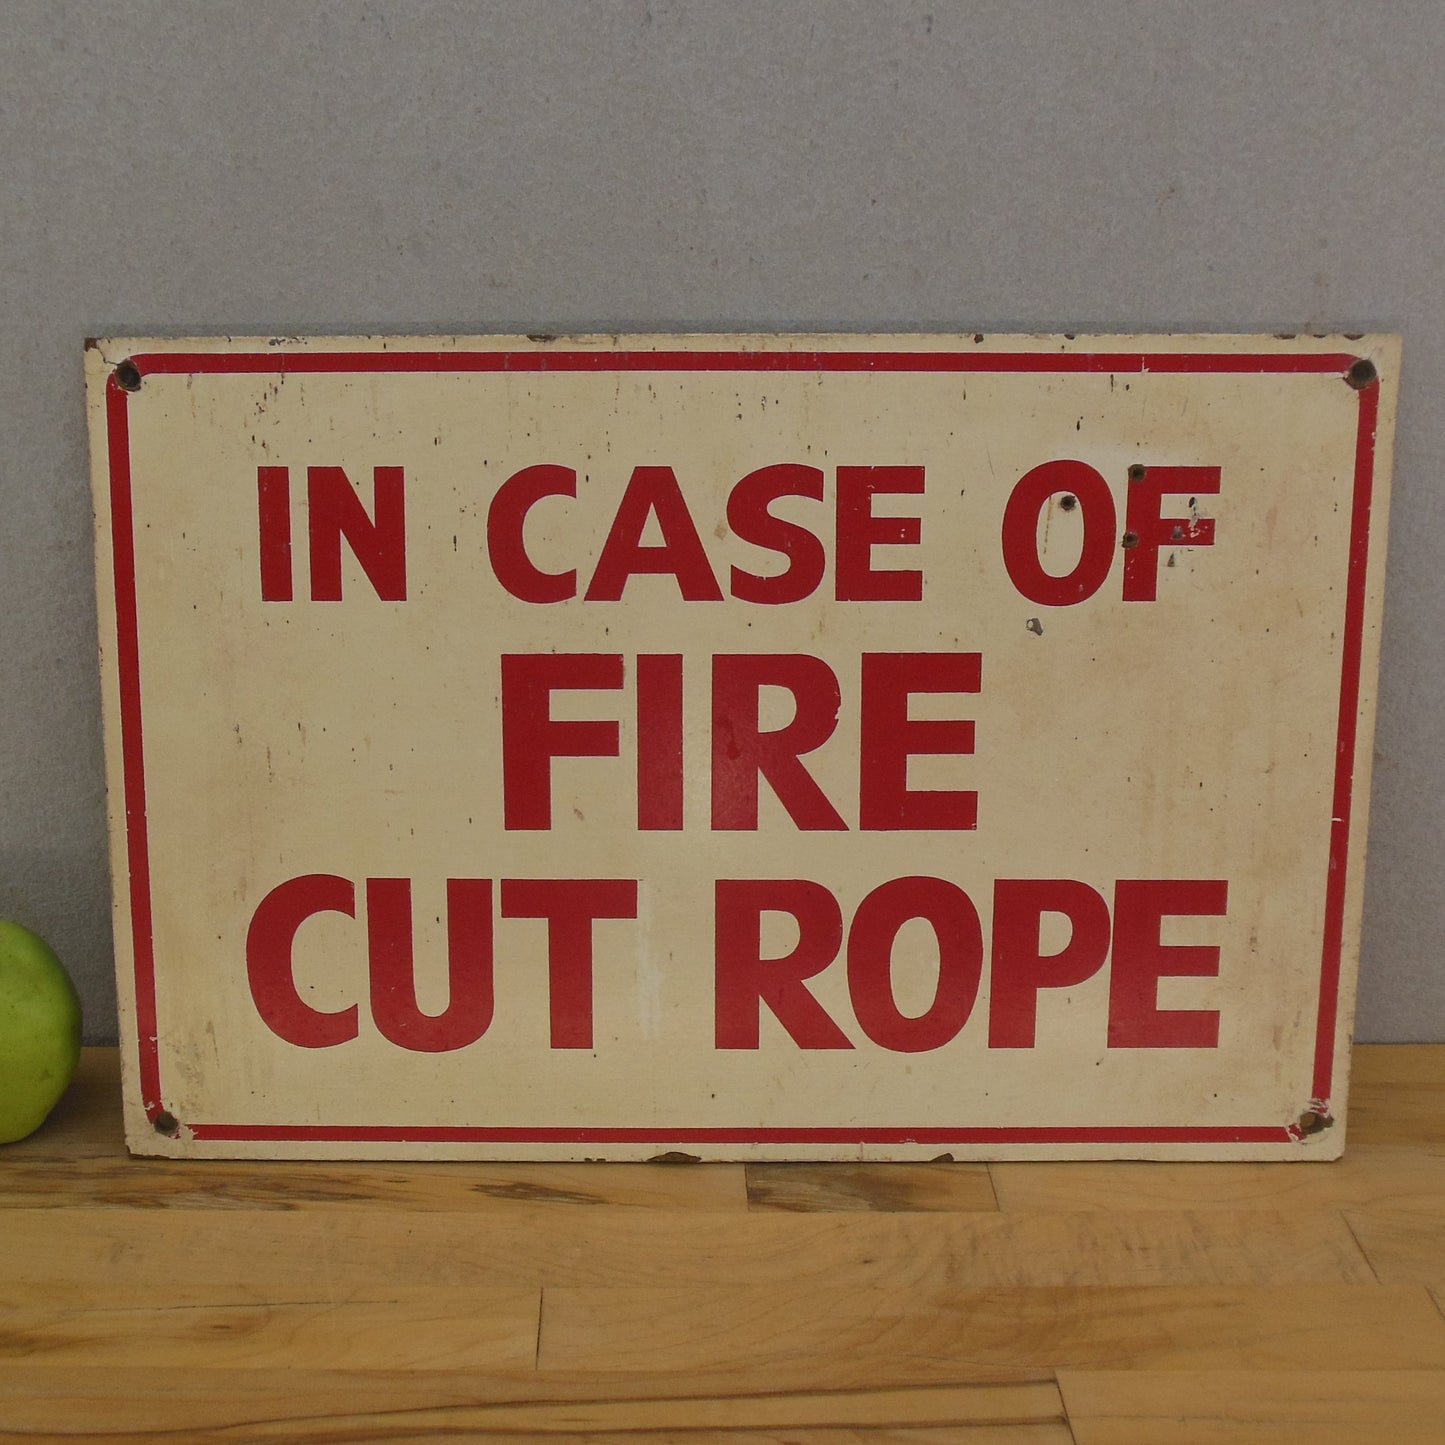 IN CASE OF
FIRE
CUT ROPE